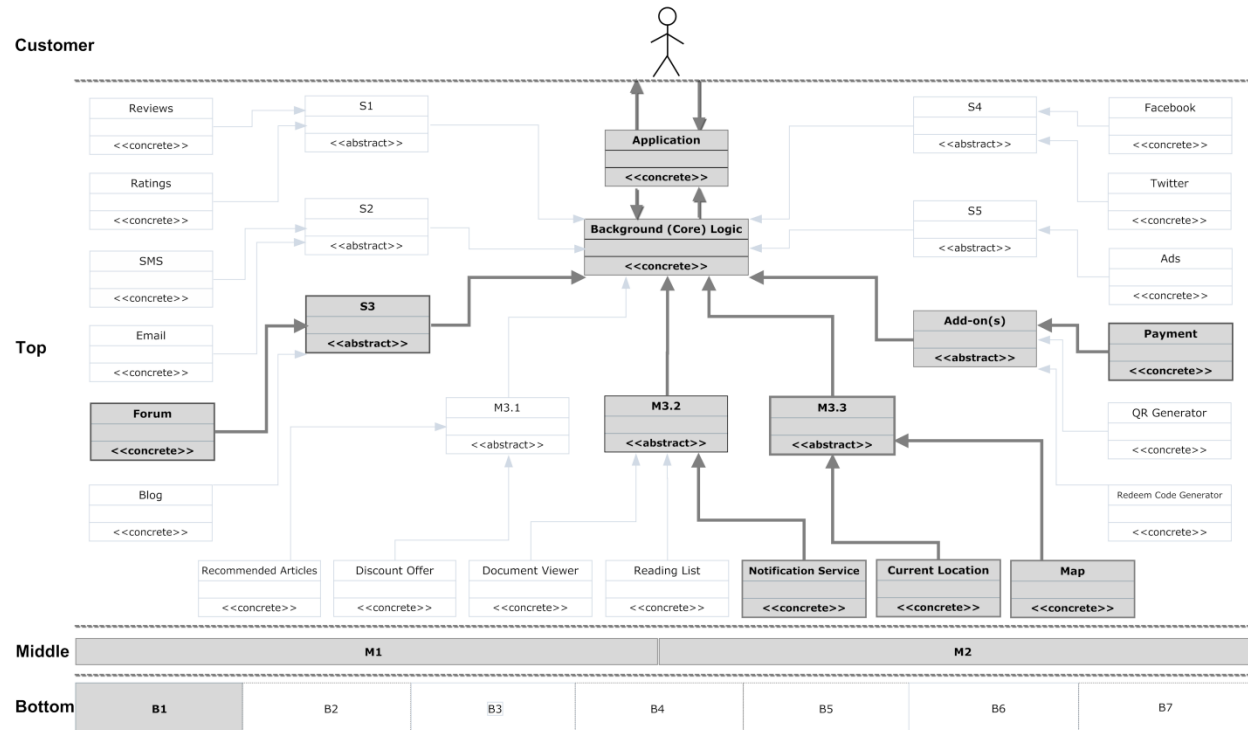 Customer
Reviews
<<concrete>>
S1
<<abstract>>
Application
<<concrete>>
S4
<<abstract>>
Facebook
<<concrete>>
Ratings
<<concrete>>
S2
<<abstract>>
Background (Core) Logic
<<concrete>>
S5
<<abstract>>
Twitter
<<concrete>>
SMS
<<concrete>>
Ads
<<concrete>>
Top
Email
<<concrete>>
S3
<<abstract>>
Add-on(s)
<<abstract>>
Payment
<<concrete>>
Forum
<<concrete>>
M3.1
<<abstract>>
M3.2
<<abstract>>
M3.3
<<abstract>>
QR Generator
<<concrete>>
Blog
<<concrete>>
Redeem Code Generator
<<concrete>>
Recommended Articles
<<concrete>>
Discount Offer
<<concrete>>
Document Viewer
<<concrete>>
Reading List
<<concrete>>
Notification Service
<<concrete>>
Current Location
<<concrete>>
Map
<<concrete>>
Middle
M1
M2
Bottom
B1
B2
B3
B4
B5
B6
B7